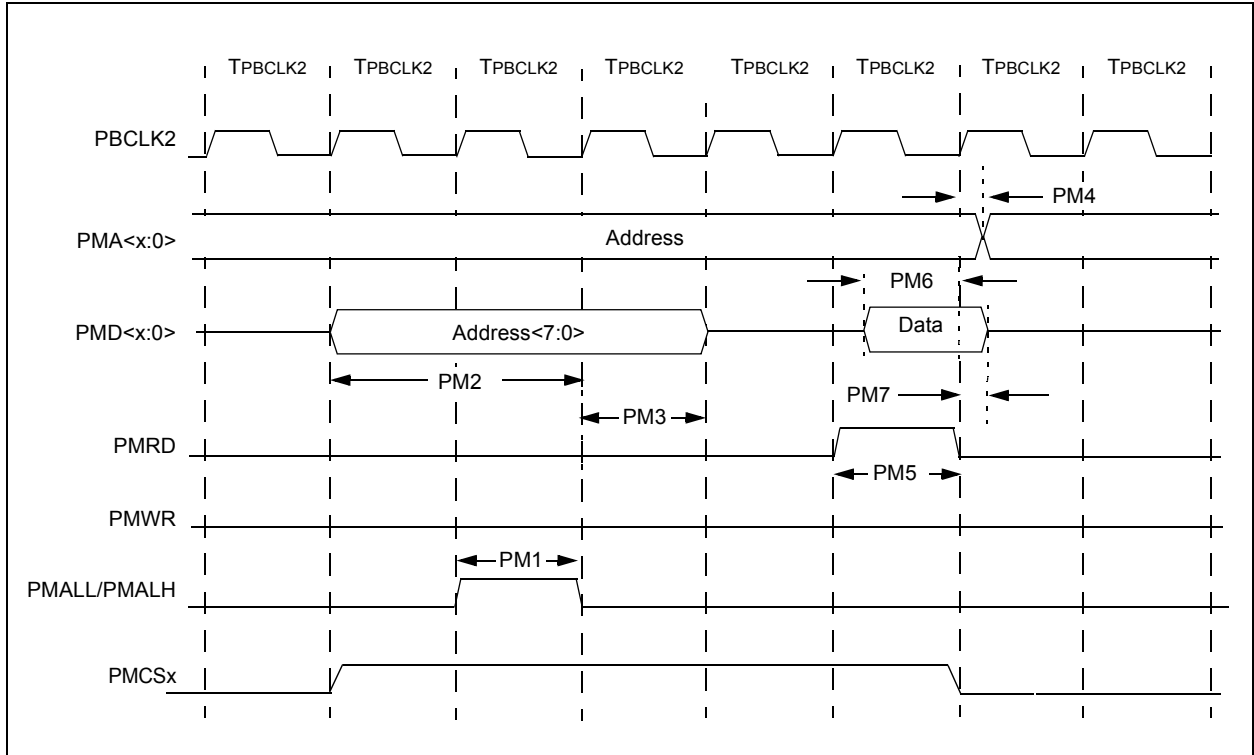 TPBCLK2 TPBCLK2 TPBCLK2 TPBCLK2 TPBCLK2 TPBCLK2 TPBCLK2 TPBCLK2
PBCLK2
PM4
PMA<x:0>
Address
PM6
PMD<x:0>
Address<7:0>
Data
PM2
PM7
PM3
PMRD
PM5
PMWR
PM1
PMALL/PMALH
PMCSx